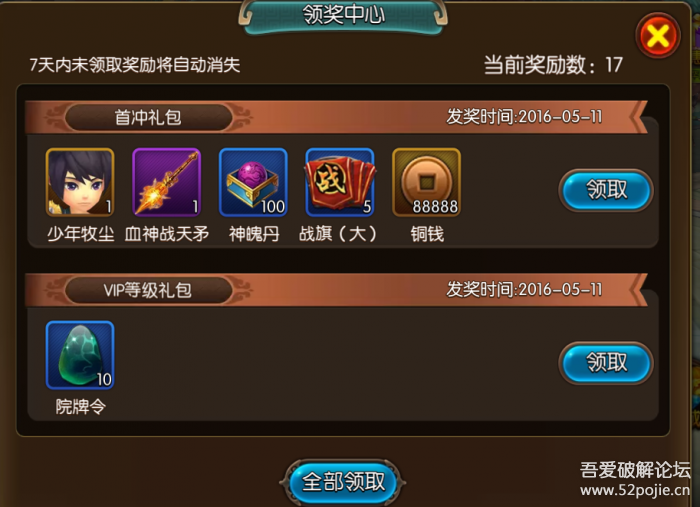 领奖中心
7天内未领取奖励将自动消失
当前奖励数：17
首冲礼包
发奖时间:2016-05-11
1
1
100
5
88888
领取
少年牧尘
血神战天矛
神魄丹
战旗（大）
铜钱
战
VIP等级礼包
发奖时间:2016-05-11
10
领取
院牌令
全部领取
吾爱破解论坛
www.52pojie.cn